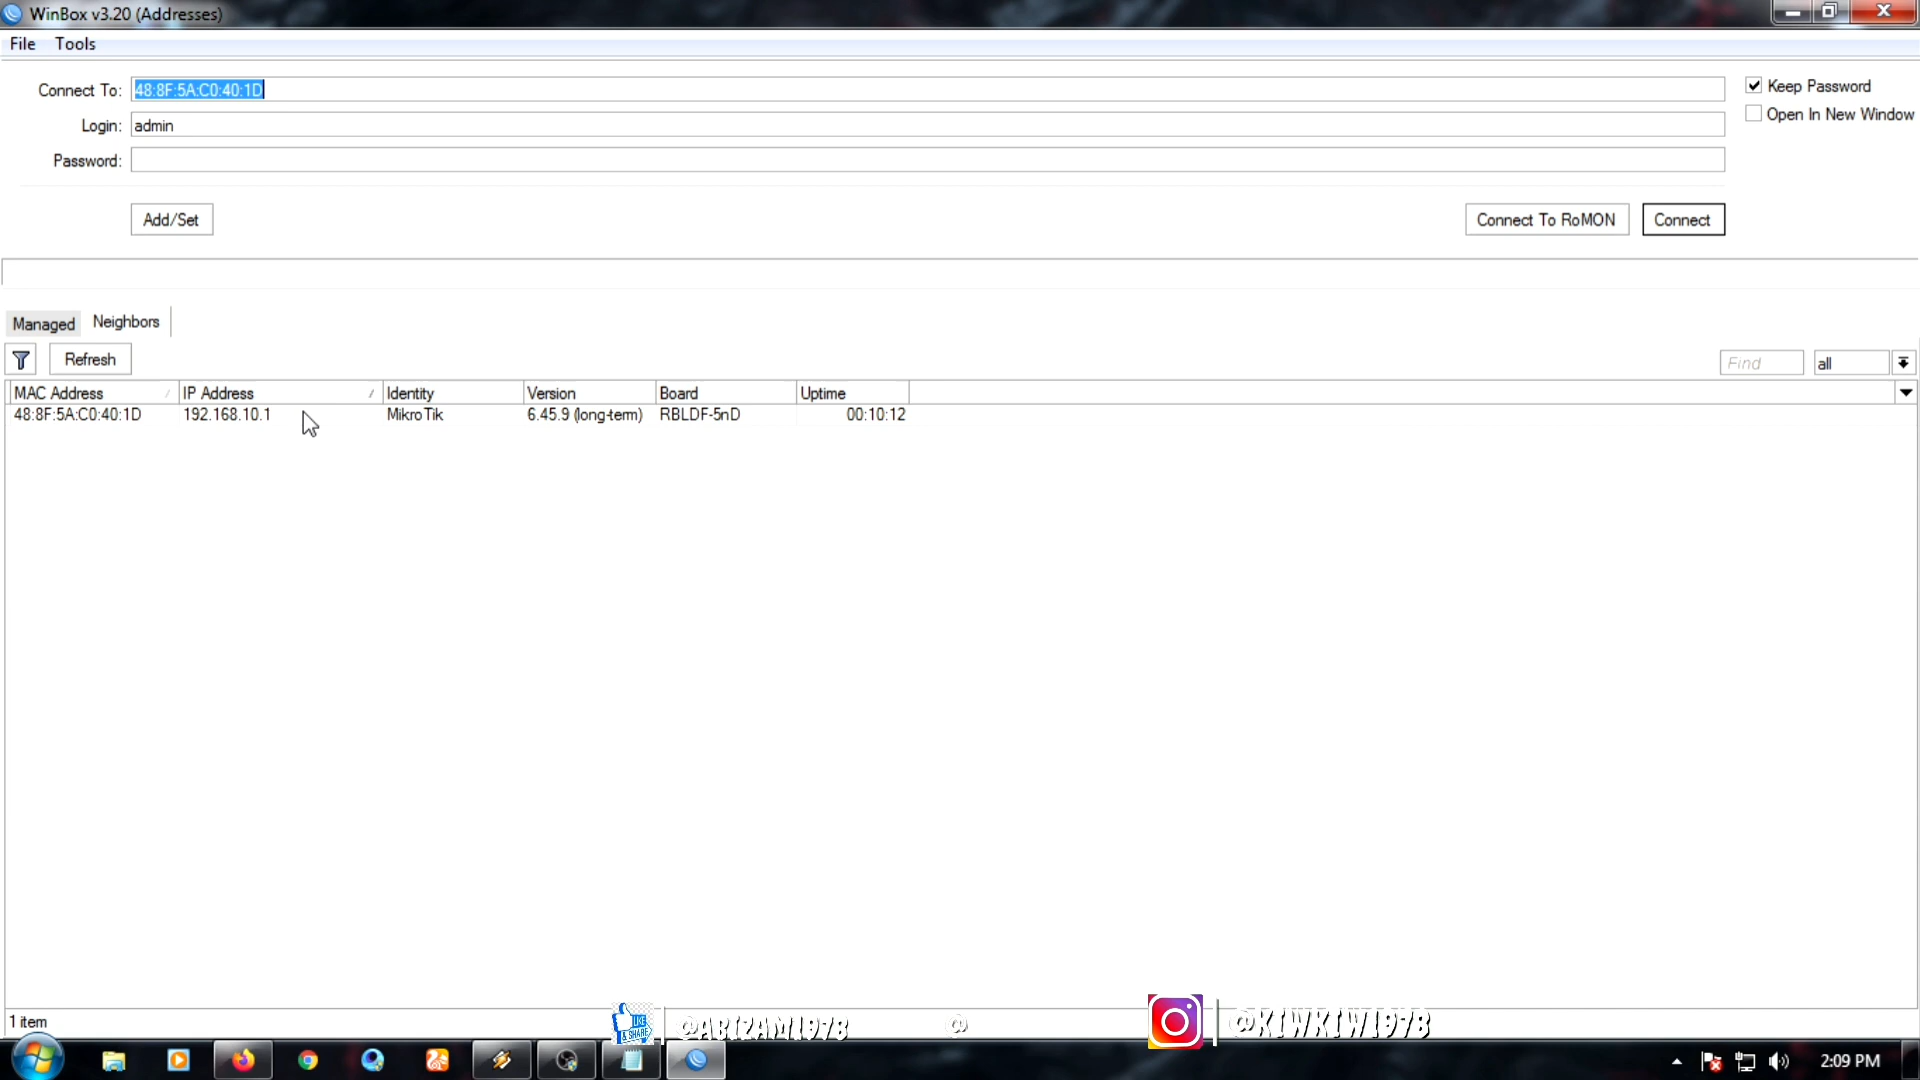 WinBox v3.20 (Addresses)
File Tools
Connect To: 48:8F:5A:C0:40:1D
Keep Password
Open In New Window
Login: admin
Password:
Add/Set
Connect To RoMON
Connect
Managed
Neighbors
Refresh
Find
all
MAC Address IP Address Identity Version Board Uptime
48:8F:5A:C0:40:1D 192.168.10.1 MikroTik 6.45.9 (long-term) RBLDF-5nD 00:10:12
1 item
LIKE
& SHARE
@ABIZAM1978
@
@KIWKIW1978
2:09 PM